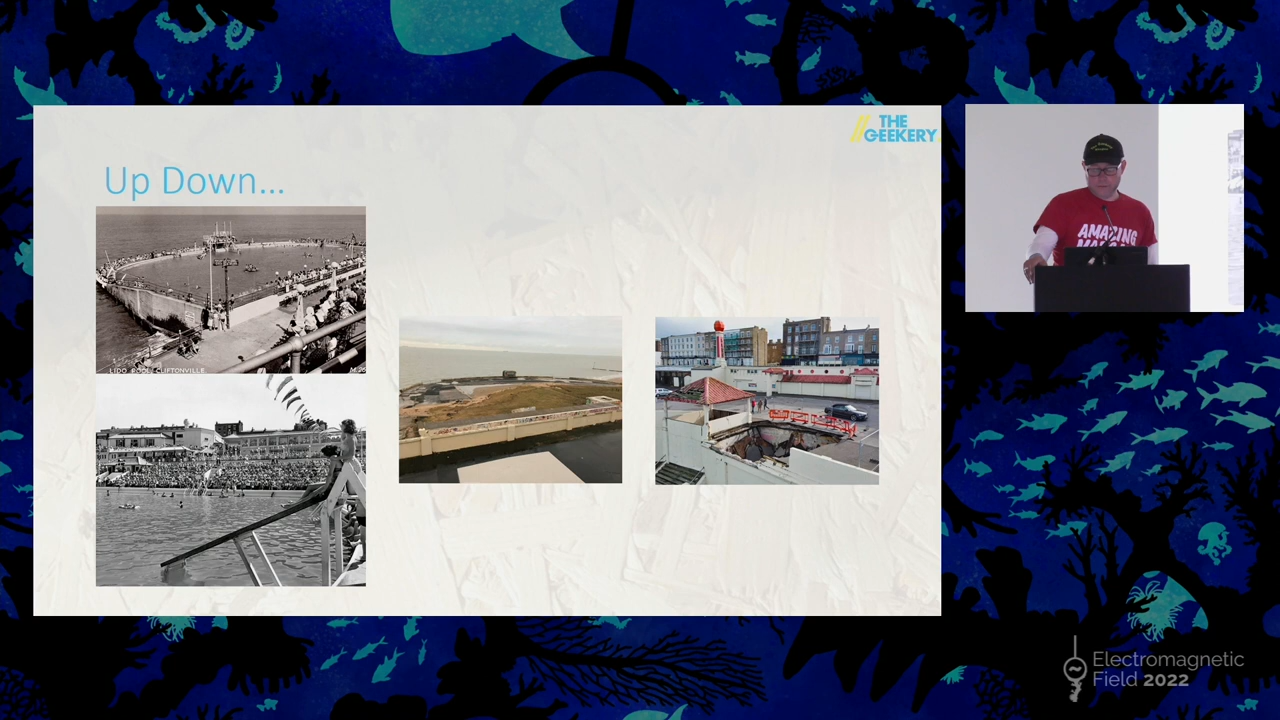 THE
GEEKERY.
Up Down...
LIDO POOL, CLIFTONVILLE.
AMAZING
Electromagnetic
Field 2022